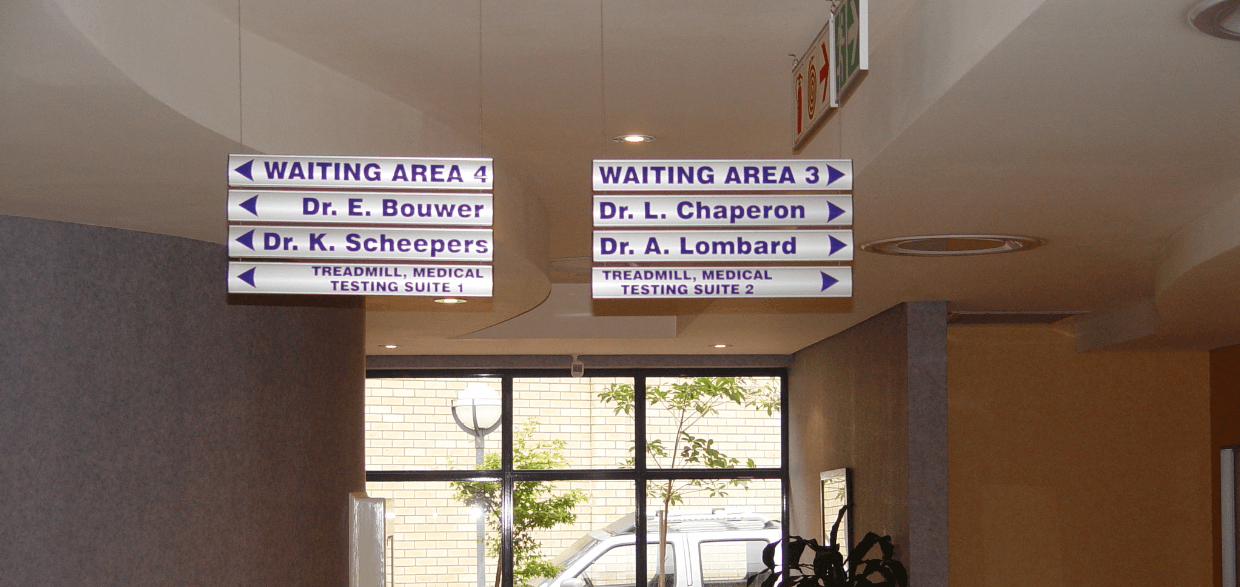 WAITING AREA 4
Dr. E. Bouwer
Dr. K. Scheepers
TREADMILL, MEDICAL
TESTING SUITE 1
WAITING AREA 3
Dr. L. Chaperon
Dr. A. Lombard
TREADMILL, MEDICAL
TESTING SUITE 2